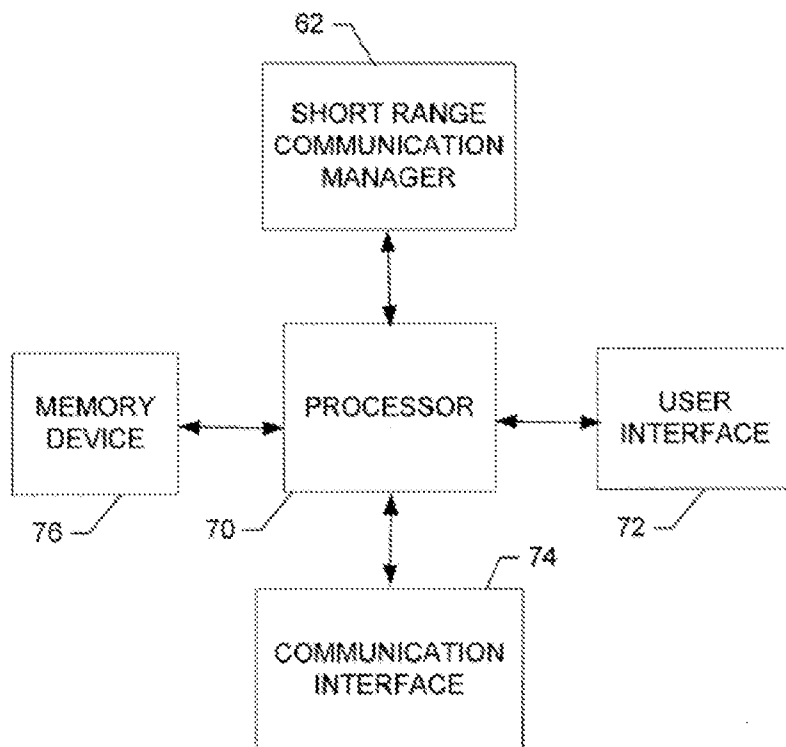 62
SHORT RANGE
COMMUNICATION
MANAGER
MEMORY
DEVICE
76
PROCESSOR
70
USER
INTERFACE
72
74
COMMUNICATION
INTERFACE